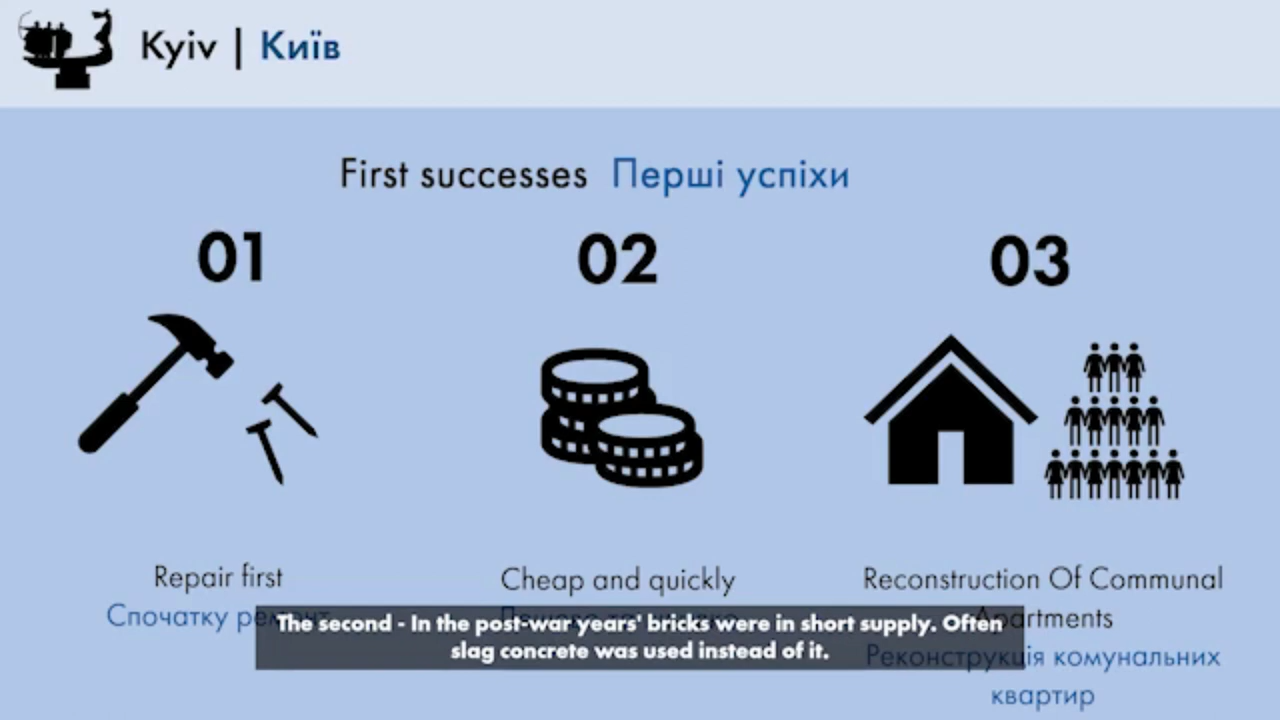 Kyiv | Київ
First successes Перші успіхи
01
02
03
Repair first
Спочатку ремонт
Cheap and quickly
Reconstruction Of Communal
Apartments
Реконструкція комунальних
квартир
The second - In the post-war years' bricks were in short supply. Often
slag concrete was used instead of it.